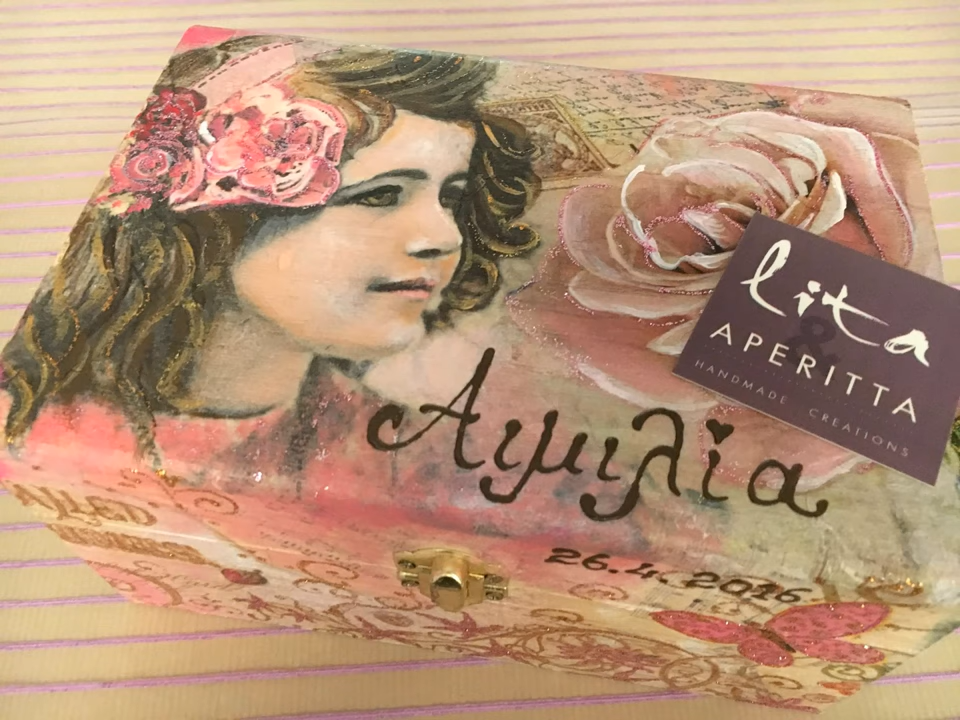 lita
&
APERITTA
HANDMADE CREATIONS
Αιμιλία
26.4.2016